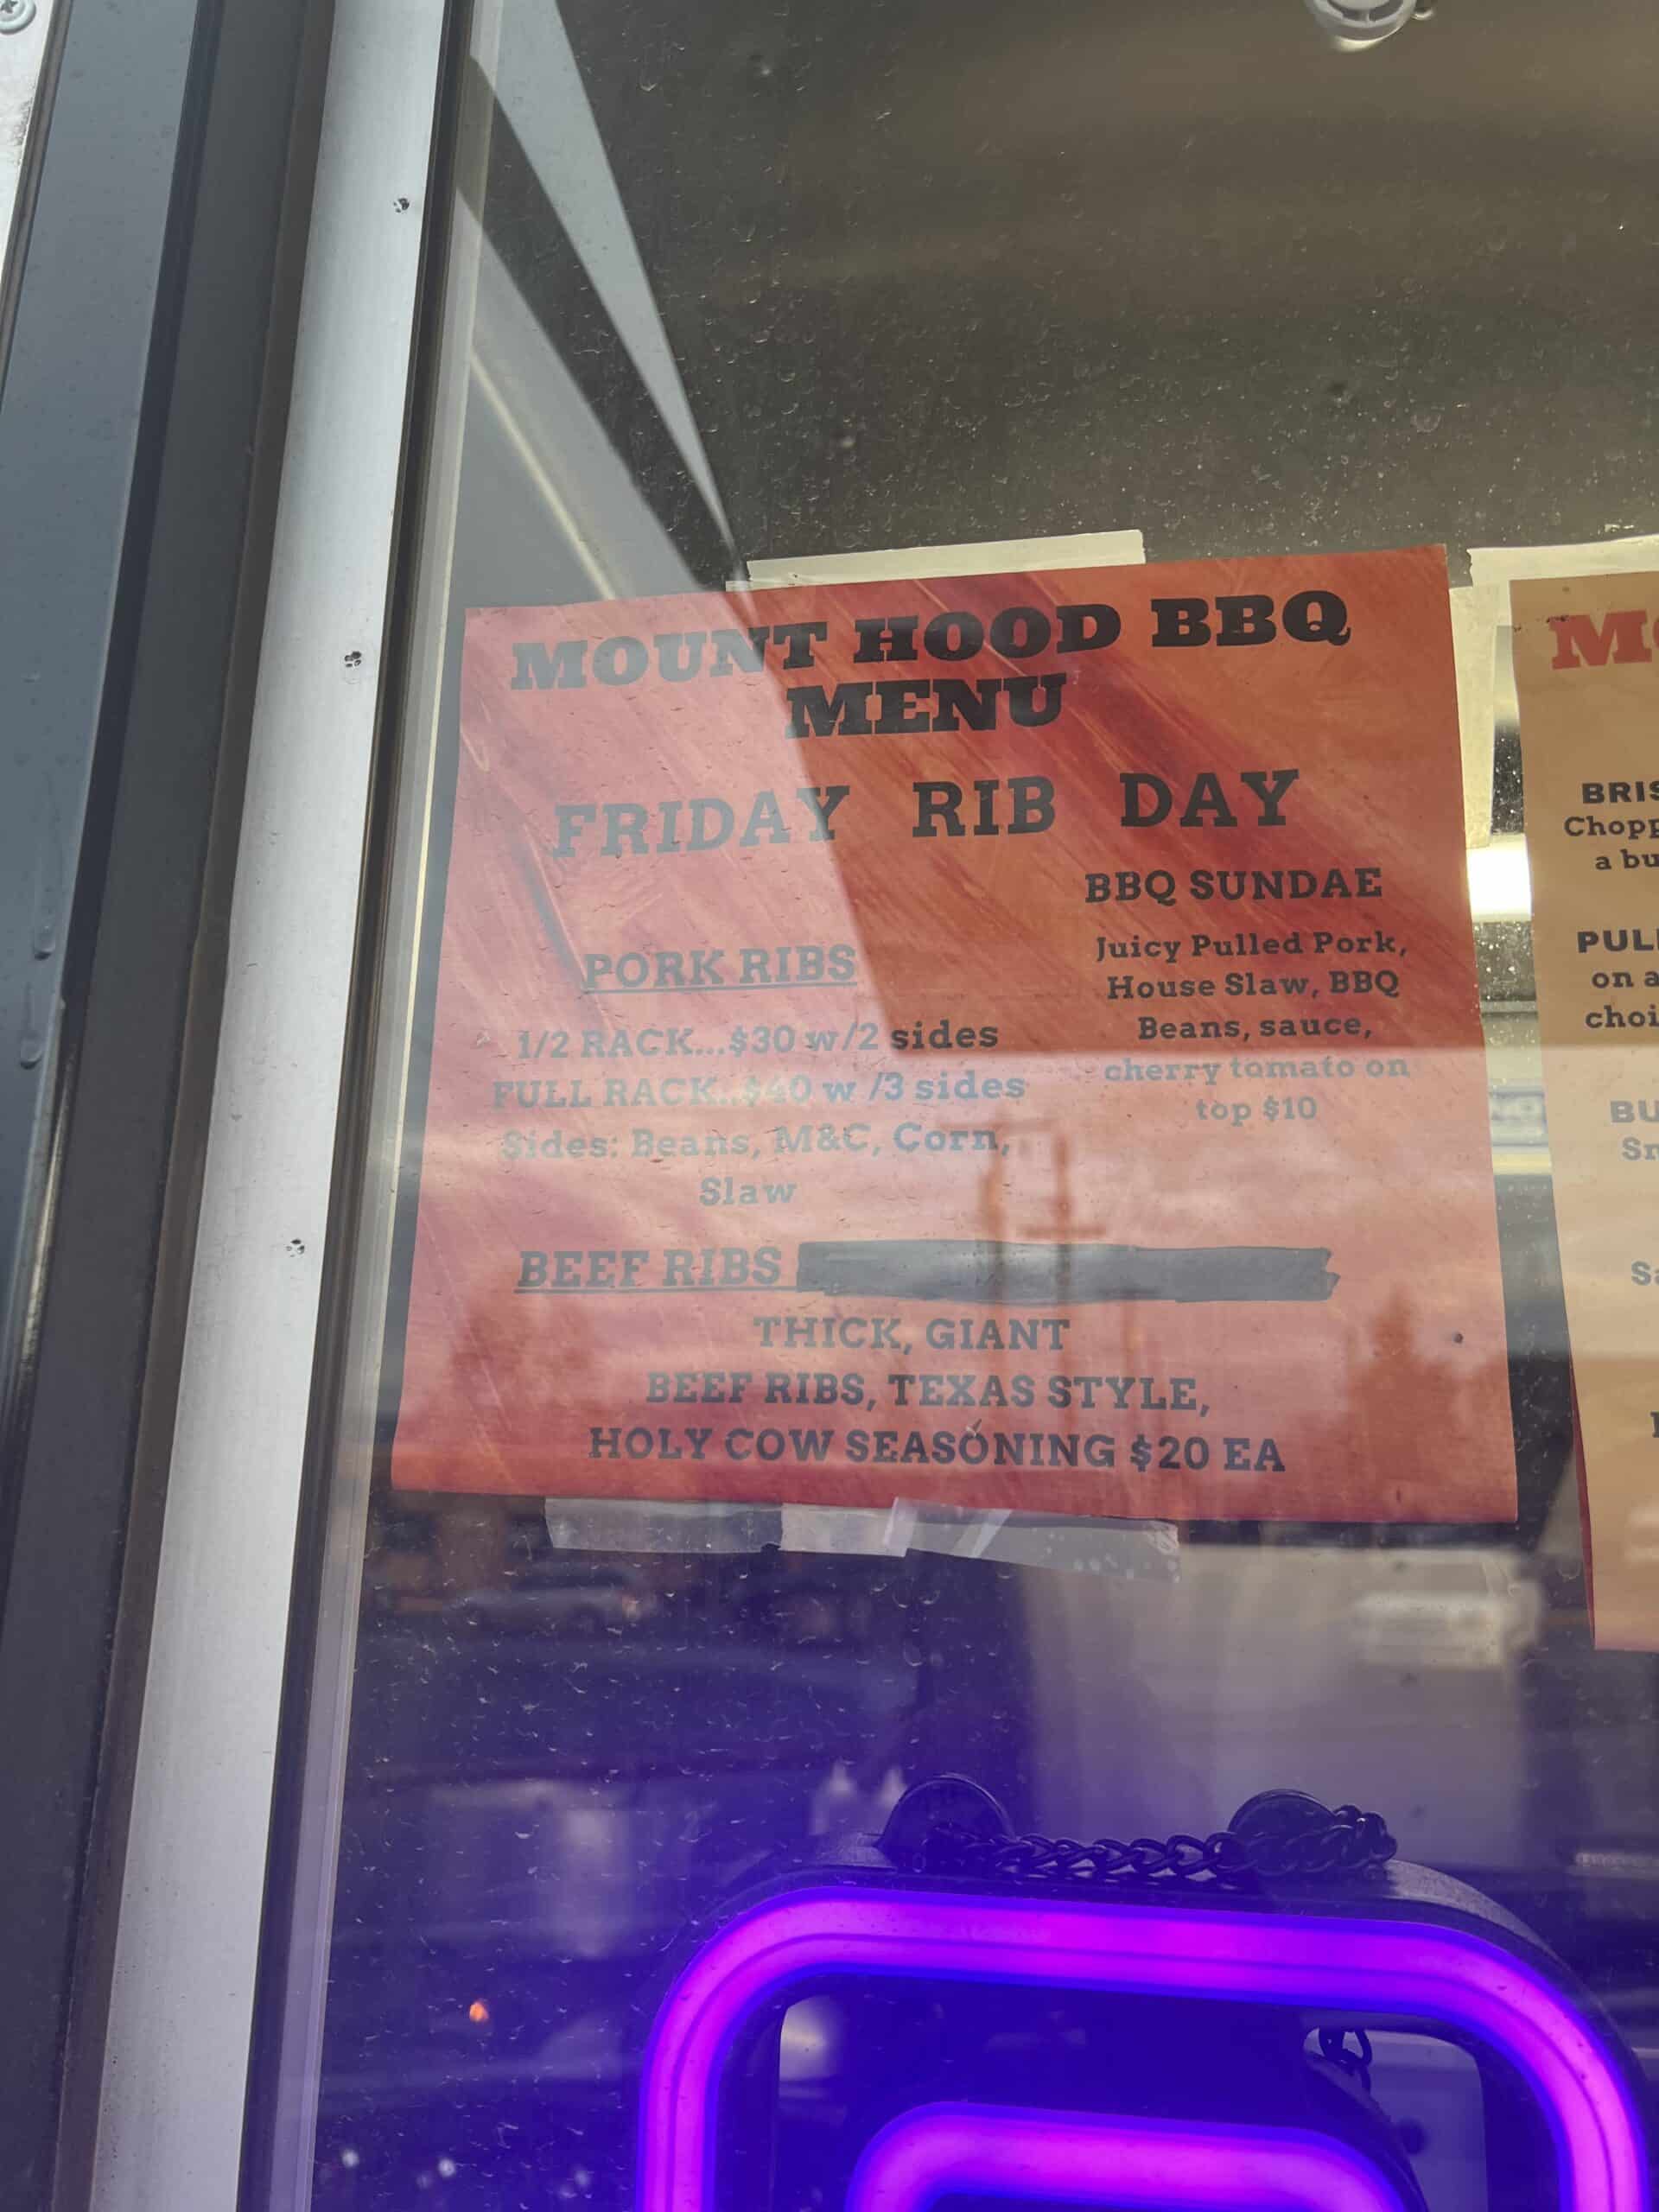 MOUNT HOOD BBQ
MENU
FRIDAY RIB DAY
PORK RIBS
1/2 RACK...$30 w/2 sides
FULL RACK..$40 w /3 sides
Sides: Beans, M&C, Corn,
Slaw
BBQ SUNDAE
Juicy Pulled Pork,
House Slaw, BBQ
Beans, sauce,
cherry tomato on
top $10
BEEF RIBS
THICK, GIANT
BEEF RIBS, TEXAS STYLE,
HOLY COW SEASONING $20 EA
on a
a bu